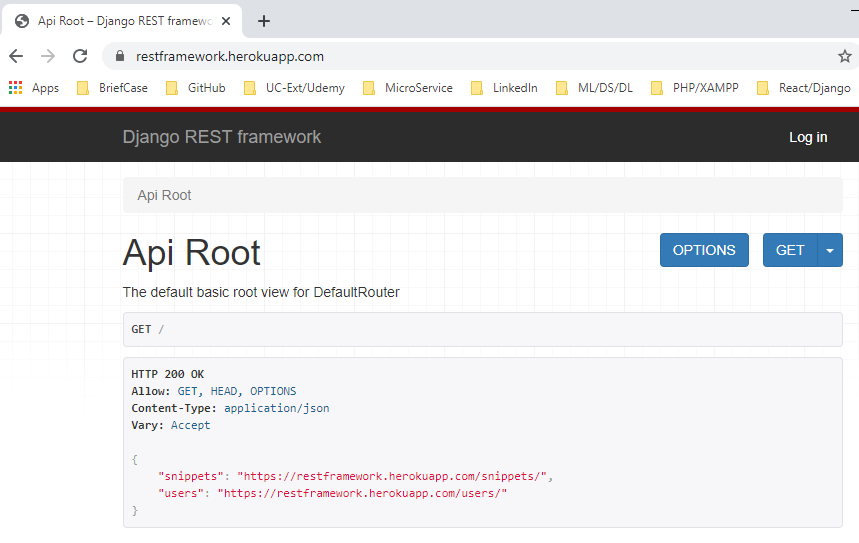 Api Root – Django REST framewo
restframework.herokuapp.com
Apps BriefCase GitHub UC-Ext/Udemy MicroService LinkedIn ML/DS/DL PHP/XAMPP React/Django
Django REST framework Log in
Api Root
Api Root OPTIONS GET
The default basic root view for DefaultRouter
GET /
HTTP 200 OK
Allow: GET, HEAD, OPTIONS
Content-Type: application/json
Vary: Accept
{
"snippets": "https://restframework.herokuapp.com/snippets/",
"users": "https://restframework.herokuapp.com/users/"
}